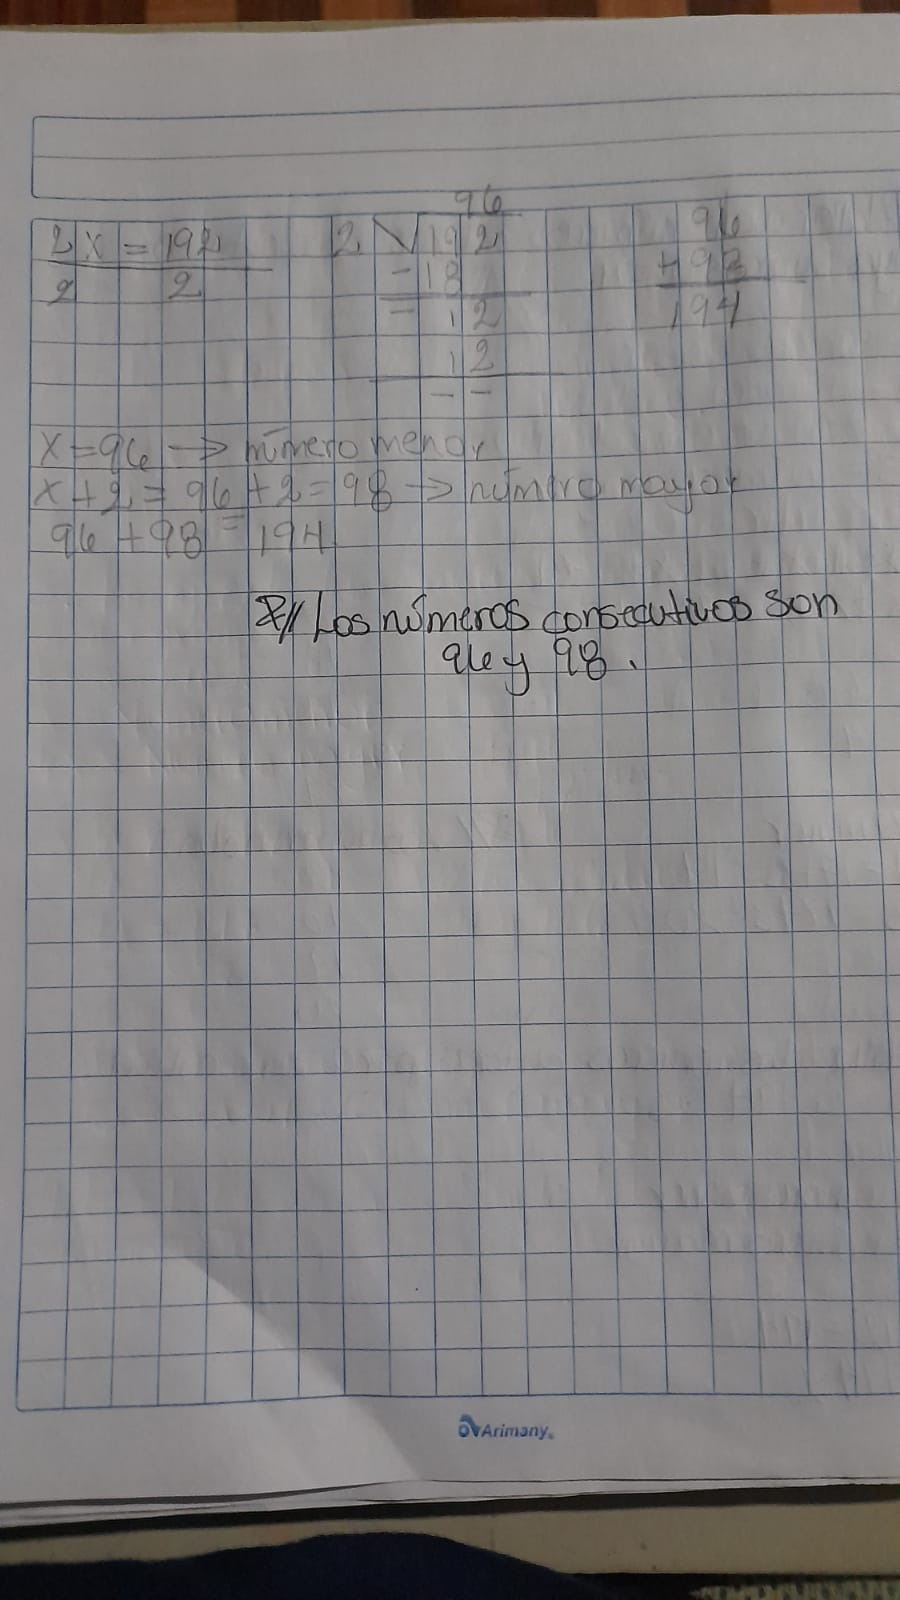 96
2x = 192   2 √192   96
2   2   -18   + 98
- 12   194
12
- -
x = 96 → número menor
x + 2 = 96 + 2 = 98 → número mayor
96 + 98 = 194
R// Los números consecutivos son
96 y 98.
Arimany